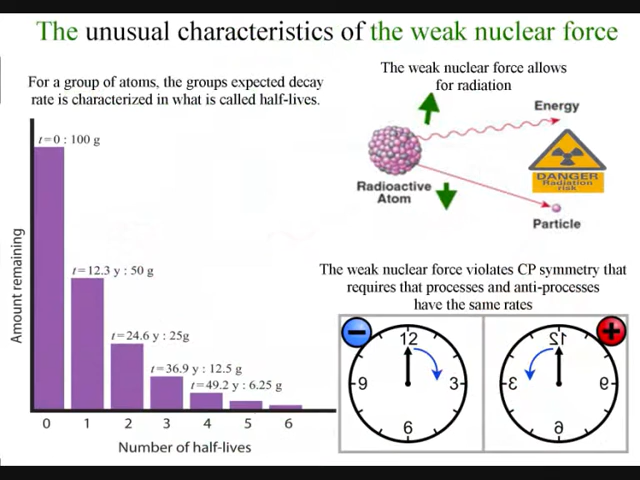 The unusual characteristics of the weak nuclear force
For a group of atoms, the groups expected decay
rate is characterized in what is called half-lives.
t=0 : 100 g
t=12.3 y : 50 g
t=24.6 y : 25g
t=36.9 y : 12.5 g
t=49.2 y : 6.25 g
Amount remaining
0 1 2 3 4 5 6
Number of half-lives
The weak nuclear force allows
for radiation
Energy
Radioactive
Atom
DANGER
Radiation
risk
Particle
The weak nuclear force violates CP symmetry that
requires that processes and anti-processes
have the same rates
12
9 3
6
12
3 9
6